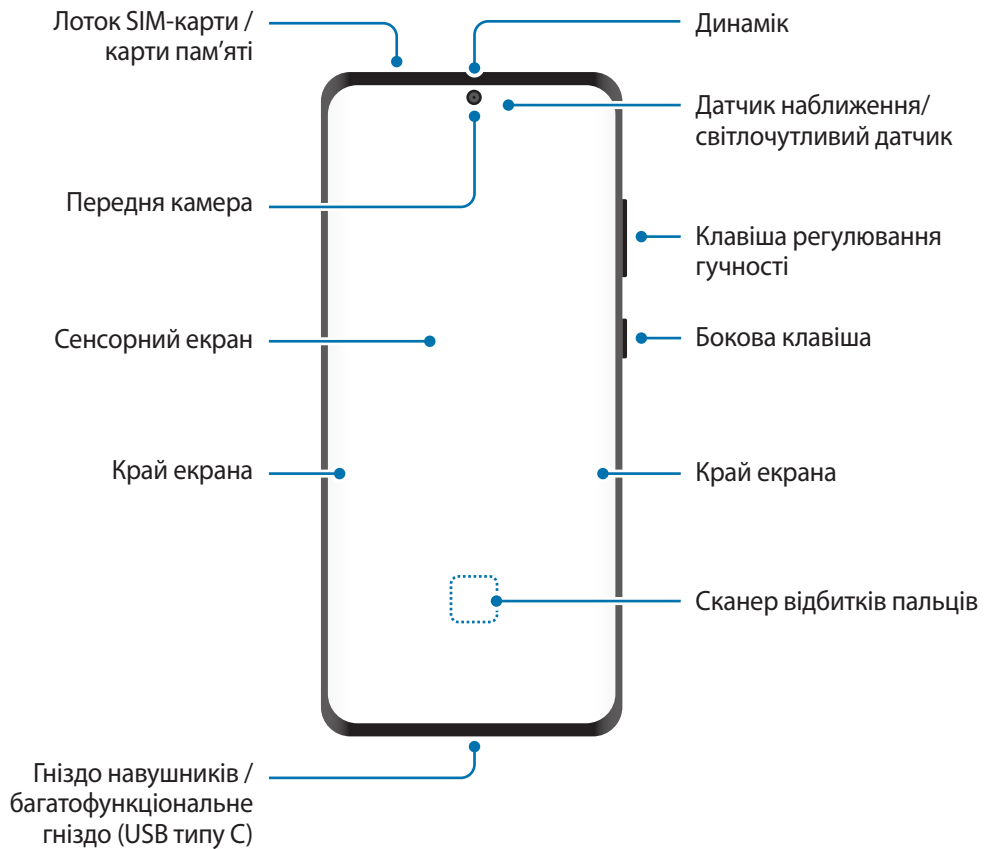 Лоток SIM-карти /
карти пам’яті
Динамік
Датчик наближення/
світлочутливий датчик
Передня камера
Клавіша регулювання
гучності
Сенсорний екран
Бокова клавіша
Край екрана
Край екрана
Сканер відбитків пальців
Гніздо навушників /
багатофункціональне
гніздо (USB типу C)